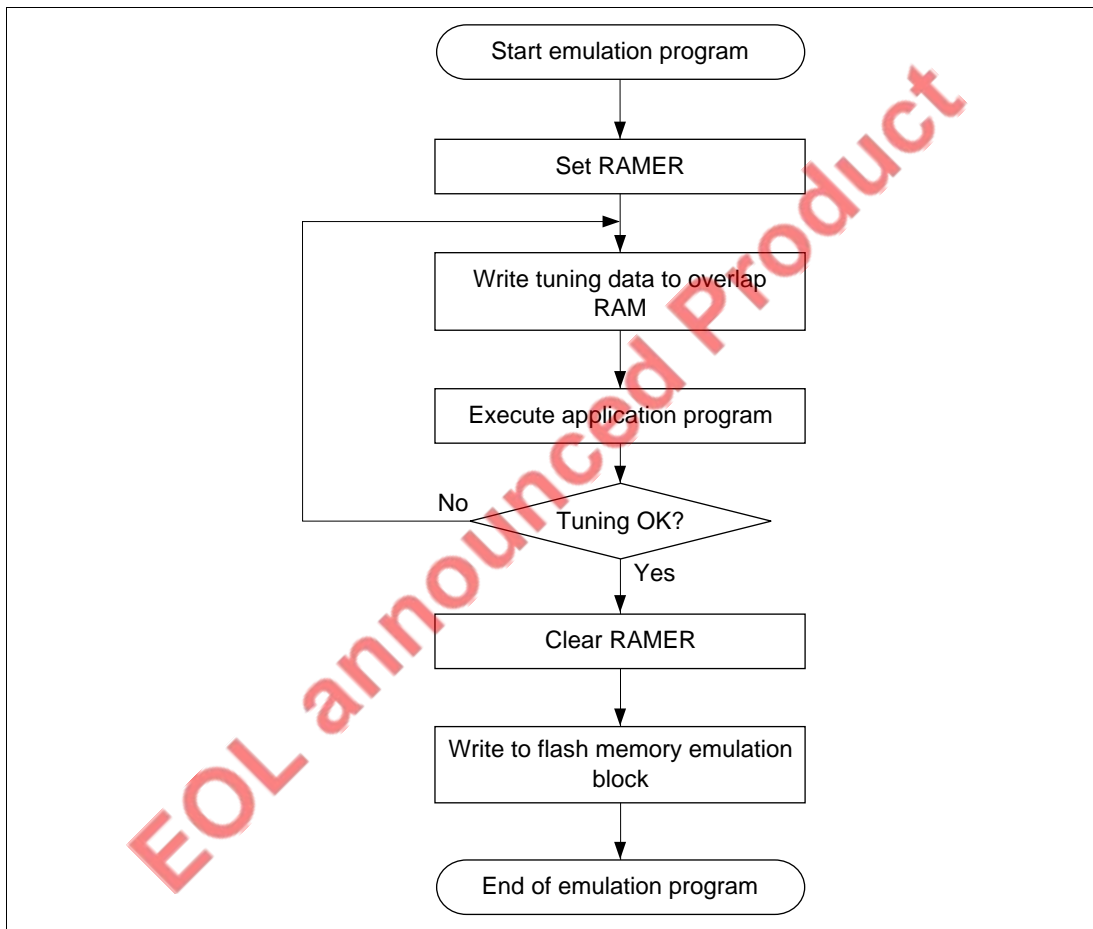 Start emulation program
Set RAMER
Write tuning data to overlap
RAM
Execute application program
Tuning OK?
No
Yes
Clear RAMER
Write to flash memory emulation
block
End of emulation program
EOL announced Product